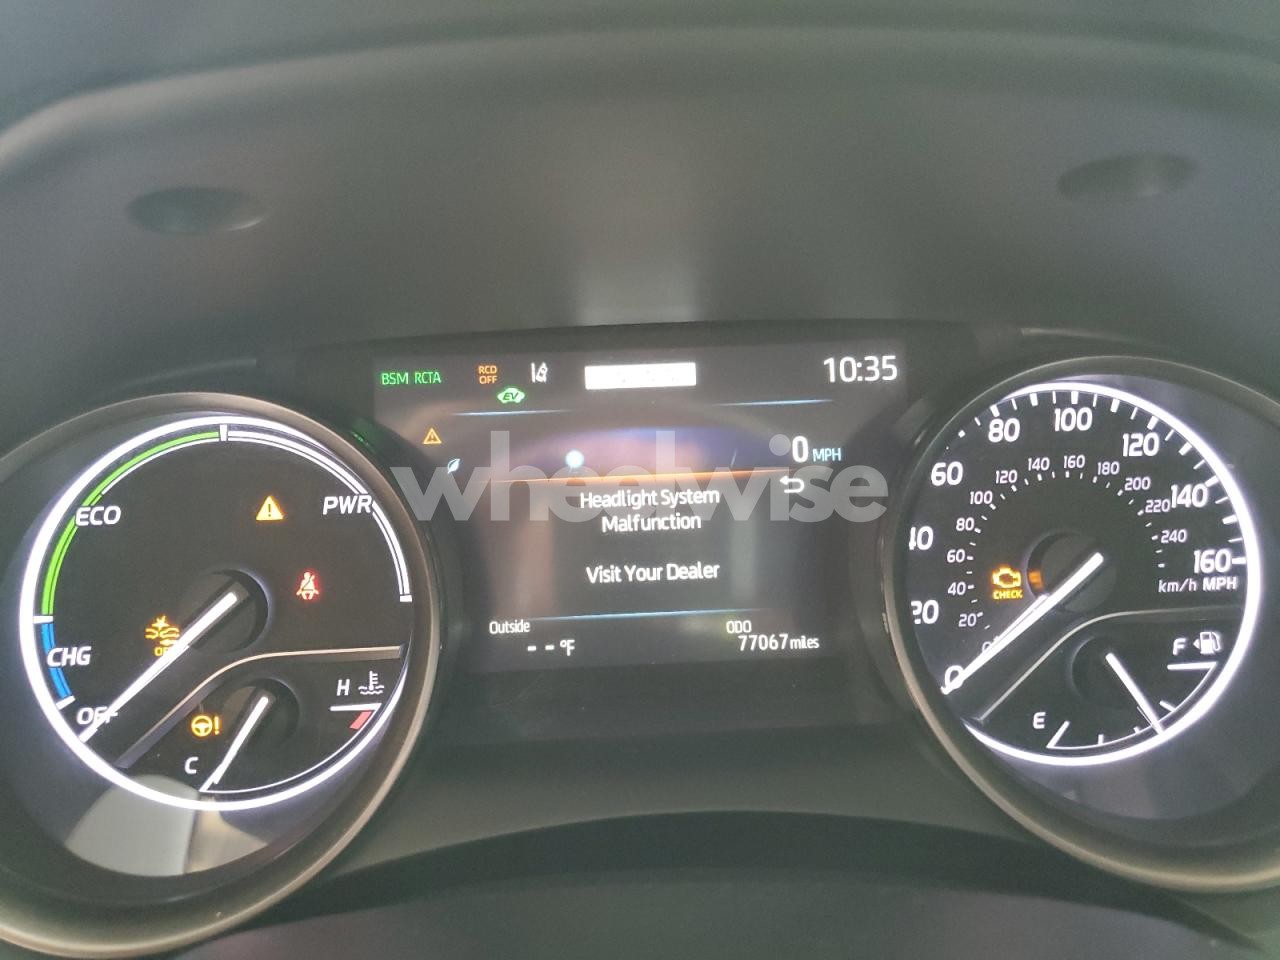 BSM RCTA
RCD
OFF
EV
10:35
0 MPH
wheelwise
Headlight System
Malfunction
Visit Your Dealer
Outside
-- °F
ODO
77067 miles
ECO
PWR
CHG
OFF
H
C
!
60
80
100
120
140
160
40
20
0
20
40
60
80
100
120
140
160
180
200
220
240
km/h MPH
CHECK
F
E